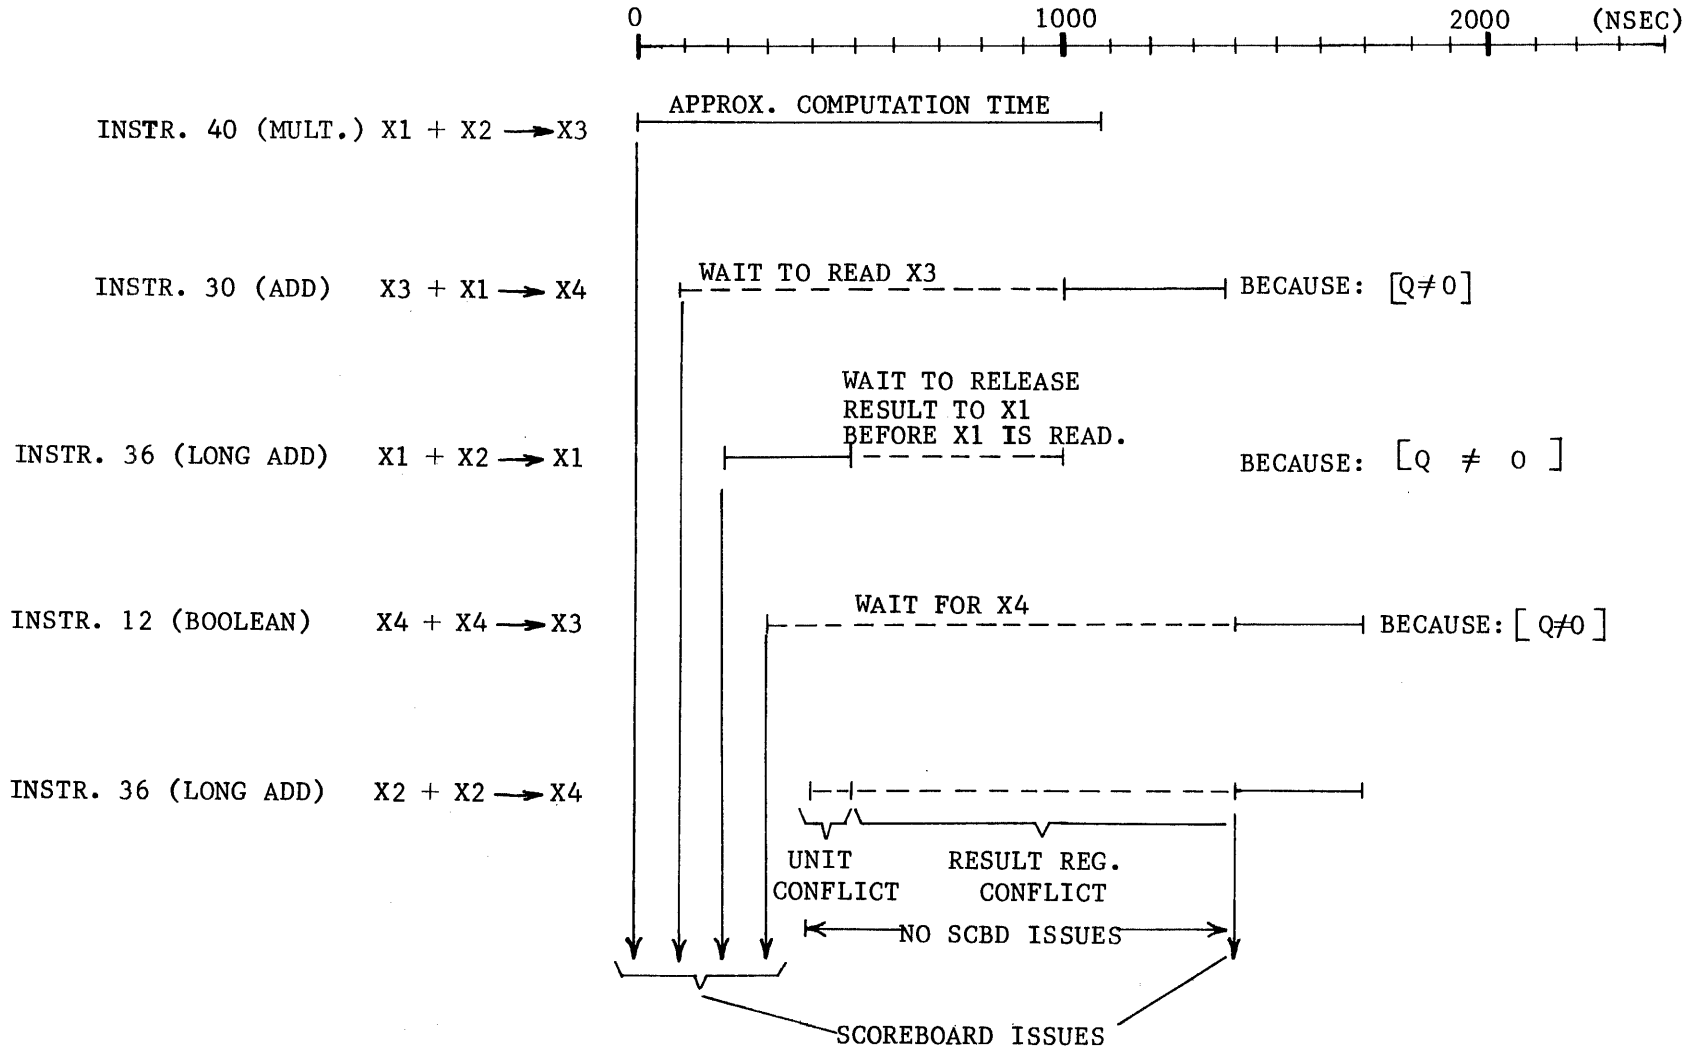 0 1000 2000 (NSEC)
APPROX. COMPUTATION TIME
INSTR. 40 (MULT.) X1 + X2 → X3
WAIT TO READ X3
INSTR. 30 (ADD) X3 + X1 → X4
BECAUSE: [Q≠0]
WAIT TO RELEASE
RESULT TO X1
BEFORE X1 IS READ.
INSTR. 36 (LONG ADD) X1 + X2 → X1
BECAUSE: [Q ≠ 0]
WAIT FOR X4
INSTR. 12 (BOOLEAN) X4 + X4 → X3
BECAUSE: [Q≠0]
INSTR. 36 (LONG ADD) X2 + X2 → X4
UNIT
CONFLICT
RESULT REG.
CONFLICT
NO SCBD ISSUES
SCOREBOARD ISSUES